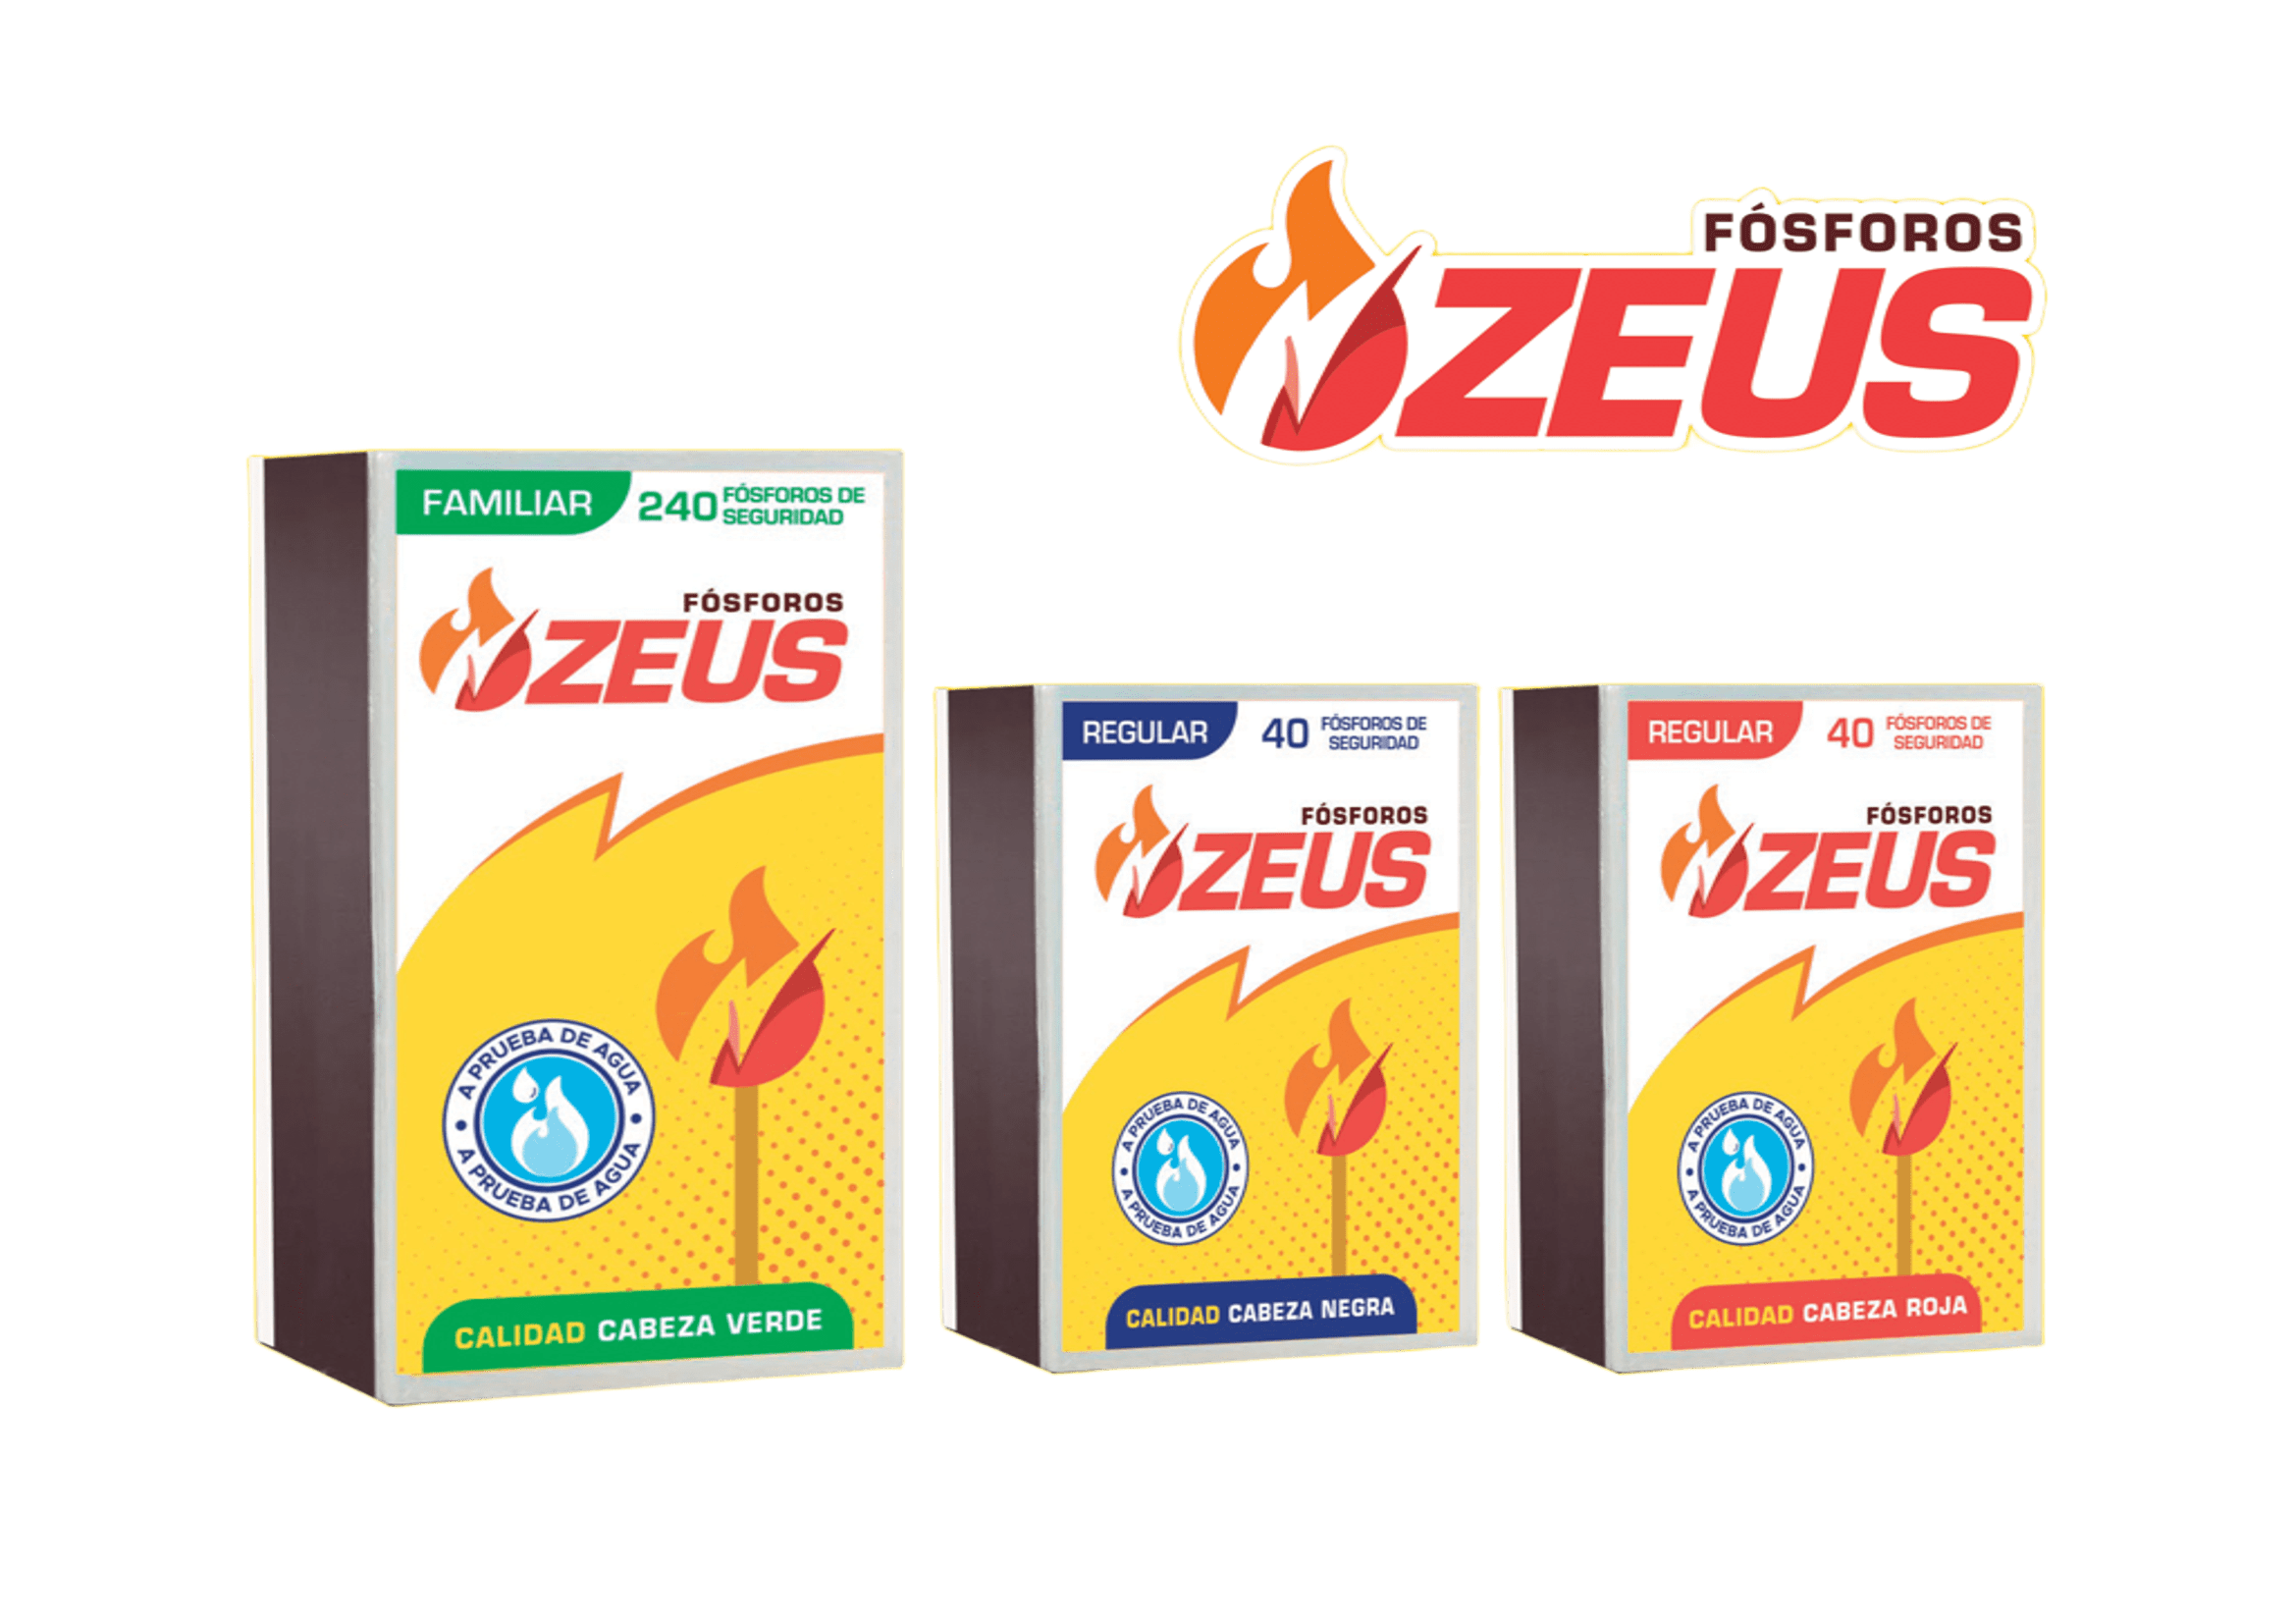 FÓSFOROS
ZEUS
FAMILIAR
240 FÓSFOROS DE
SEGURIDAD
FÓSFOROS
ZEUS
A PRUEBA DE AGUA
A PRUEBA DE AGUA
CALIDAD CABEZA VERDE
REGULAR
40 FÓSFOROS DE
SEGURIDAD
FÓSFOROS
ZEUS
A PRUEBA DE AGUA
A PRUEBA DE AGUA
CALIDAD CABEZA NEGRA
REGULAR
40 FÓSFOROS DE
SEGURIDAD
FÓSFOROS
ZEUS
A PRUEBA DE AGUA
A PRUEBA DE AGUA
CALIDAD CABEZA ROJA